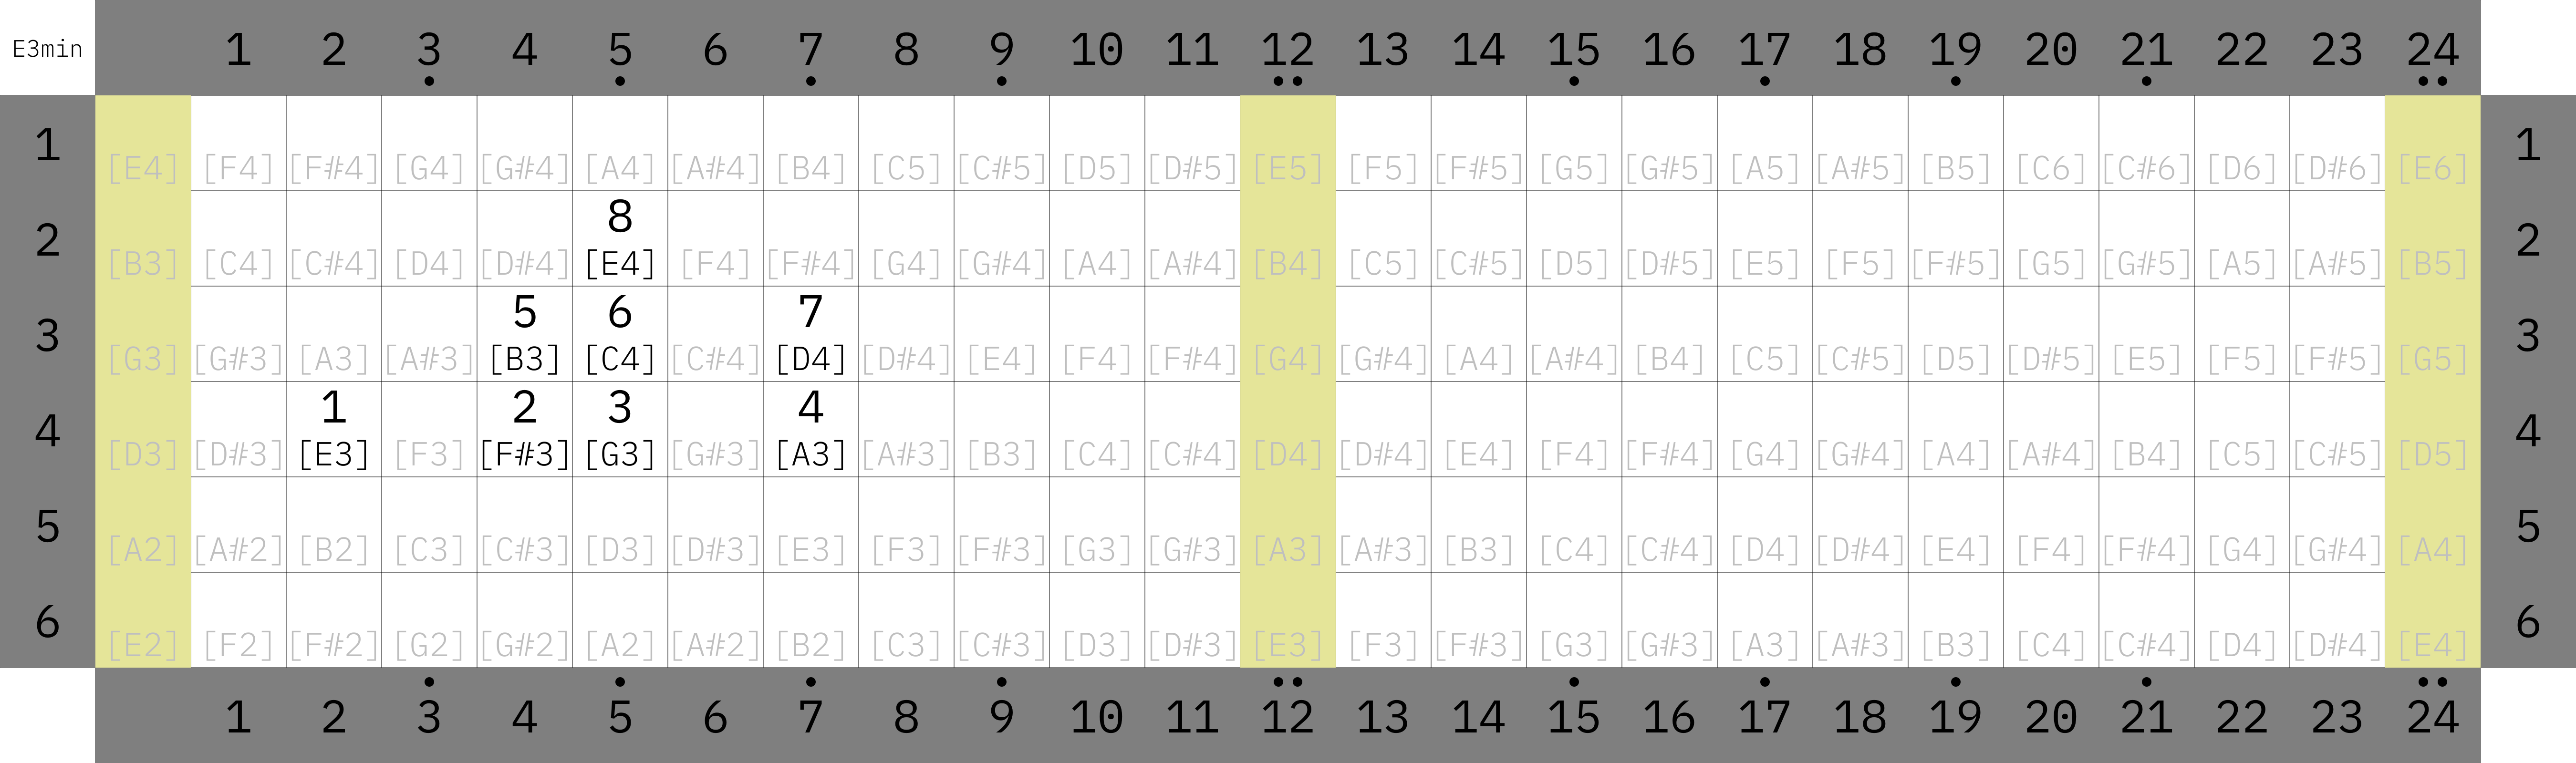 E3min 1 2 3 4 5 6 7 8 9 10 11 12 13 14 15 16 17 18 19 20 21 22 23 24
1 [E4] [F4] [F#4] [G4] [G#4] [A4] [A#4] [B4] [C5] [C#5] [D5] [D#5] [E5] [F5] [F#5] [G5] [G#5] [A5] [A#5] [B5] [C6] [C#6] [D6] [D#6] [E6] 1
8
2 [B3] [C4] [C#4] [D4] [D#4] [E4] [F4] [F#4] [G4] [G#4] [A4] [A#4] [B4] [C5] [C#5] [D5] [D#5] [E5] [F5] [F#5] [G5] [G#5] [A5] [A#5] [B5] 2
5 6 7
3 [G3] [G#3] [A3] [A#3] [B3] [C4] [C#4] [D4] [D#4] [E4] [F4] [F#4] [G4] [G#4] [A4] [A#4] [B4] [C5] [C#5] [D5] [D#5] [E5] [F5] [F#5] [G5] 3
1 2 3 4
4 [D3] [D#3] [E3] [F3] [F#3] [G3] [G#3] [A3] [A#3] [B3] [C4] [C#4] [D4] [D#4] [E4] [F4] [F#4] [G4] [G#4] [A4] [A#4] [B4] [C5] [C#5] [D5] 4
5 [A2] [A#2] [B2] [C3] [C#3] [D3] [D#3] [E3] [F3] [F#3] [G3] [G#3] [A3] [A#3] [B3] [C4] [C#4] [D4] [D#4] [E4] [F4] [F#4] [G4] [G#4] [A4] 5
6 [E2] [F2] [F#2] [G2] [G#2] [A2] [A#2] [B2] [C3] [C#3] [D3] [D#3] [E3] [F3] [F#3] [G3] [G#3] [A3] [A#3] [B3] [C4] [C#4] [D4] [D#4] [E4] 6
1 2 3 4 5 6 7 8 9 10 11 12 13 14 15 16 17 18 19 20 21 22 23 24